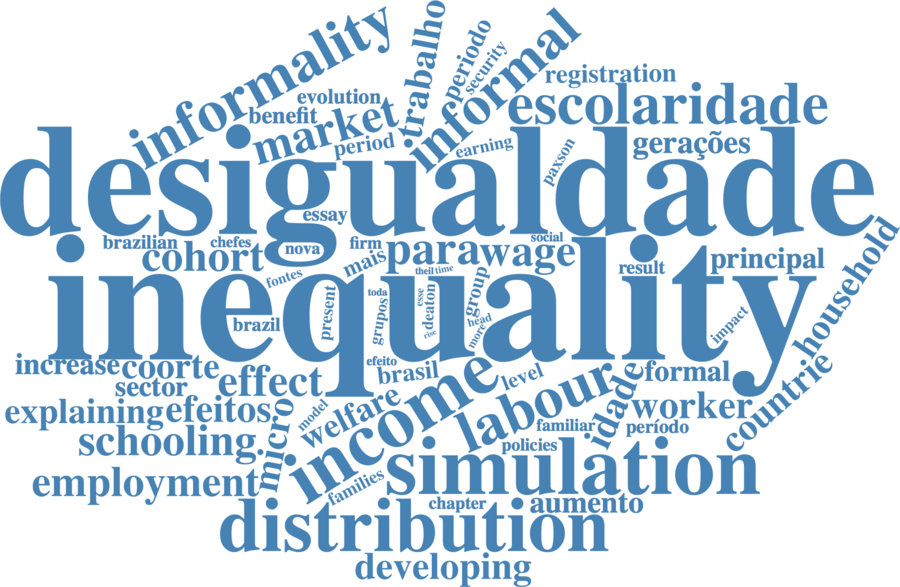 informality
trabalho
periodo
security
informal
registration
evolution
benefit
market
period
earning
paxson
escolaridade
gerações
desigualdade
essay
brazilian
chefes
cohort
nova
fontes
firm
mais
para
wage
social
theil
time
result
principal
household
inequality
brazil
present
toda
grupos
esse
deaton
rise
group
head
more
impact
increase
coorte
sector
effect
efeito
brasil
level
formal
countrie
explaining
efeitos
micro
model
welfare
income
labour
idade
worker
familiar
período
policies
schooling
employment
families
simulation
chapter
aumento
distribution
developing